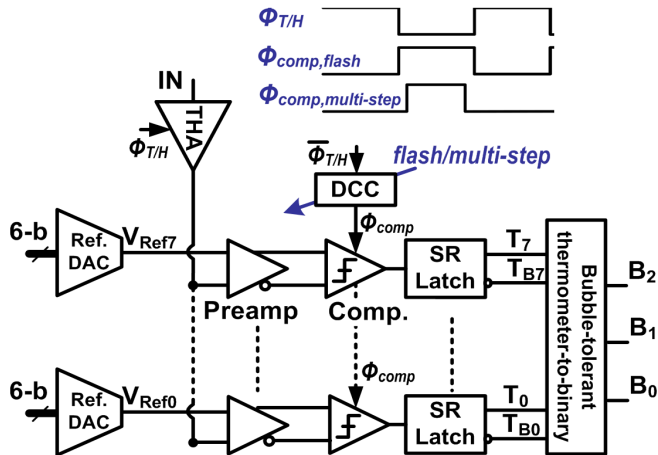 Φ_T/H
Φ_comp,flash
Φ_comp,multi-step
IN
THA
Φ_T/H
Φ̅_T/H
flash/multi-step
DCC
Φ_comp
6-b
Ref. DAC
V_Ref7
Preamp
Comp.
SR Latch
T_7
T_B7
Bubble-tolerant thermometer-to-binary
B_2
B_1
B_0
Φ_comp
6-b
Ref. DAC
V_Ref0
SR Latch
T_0
T_B0